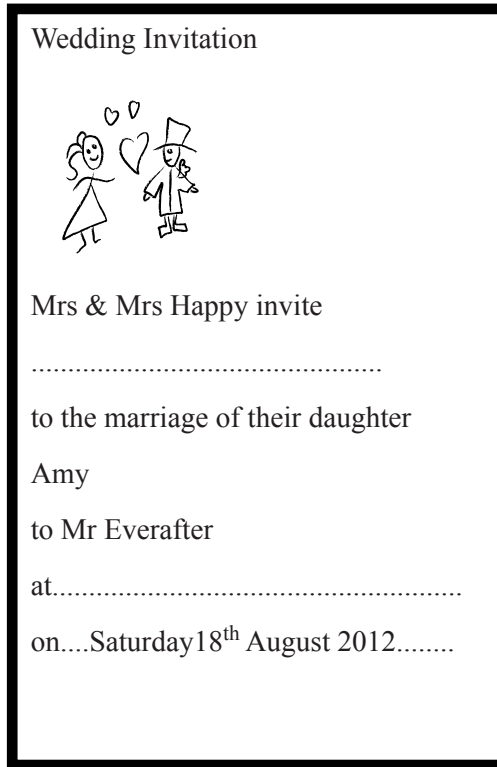 Wedding Invitation
Mrs & Mrs Happy invite
................................................
to the marriage of their daughter
Amy
to Mr Everafter
at........................................................
on....Saturday18th August 2012........